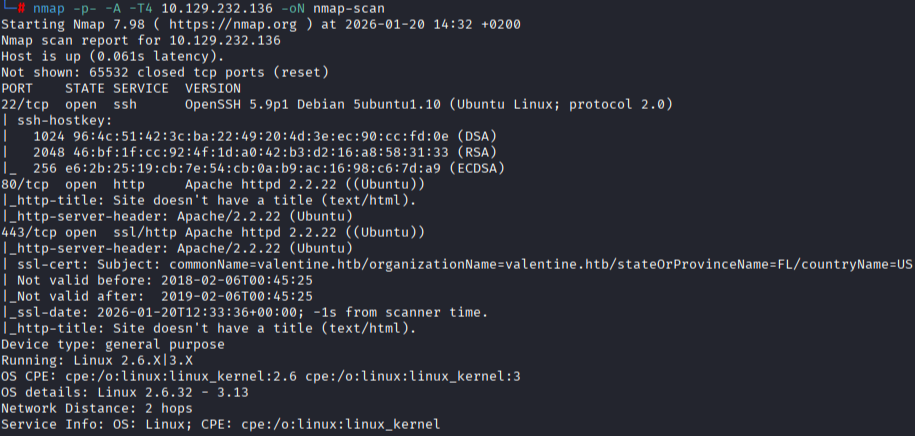 └─# nmap -p- -A -T4 10.129.232.136 -oN nmap-scan
Starting Nmap 7.98 ( https://nmap.org ) at 2026-01-20 14:32 +0200
Nmap scan report for 10.129.232.136
Host is up (0.061s latency).
Not shown: 65532 closed tcp ports (reset)
PORT    STATE SERVICE  VERSION
22/tcp  open  ssh      OpenSSH 5.9p1 Debian 5ubuntu1.10 (Ubuntu Linux; protocol 2.0)
| ssh-hostkey:
|   1024 96:4c:51:42:3c:ba:22:49:20:4d:3e:ec:90:cc:fd:0e (DSA)
|   2048 46:bf:1f:cc:92:4f:1d:a0:42:b3:d2:16:a8:58:31:33 (RSA)
|_  256 e6:2b:25:19:cb:7e:54:cb:0a:b9:ac:16:98:c6:7d:a9 (ECDSA)
80/tcp  open  http     Apache httpd 2.2.22 ((Ubuntu))
|_http-title: Site doesn't have a title (text/html).
|_http-server-header: Apache/2.2.22 (Ubuntu)
443/tcp open  ssl/http Apache httpd 2.2.22 ((Ubuntu))
|_http-server-header: Apache/2.2.22 (Ubuntu)
| ssl-cert: Subject: commonName=valentine.htb/organizationName=valentine.htb/stateOrProvinceName=FL/countryName=US
| Not valid before: 2018-02-06T00:45:25
|_Not valid after:  2019-02-06T00:45:25
|_ssl-date: 2026-01-20T12:33:36+00:00; -1s from scanner time.
|_http-title: Site doesn't have a title (text/html).
Device type: general purpose
Running: Linux 2.6.X|3.X
OS CPE: cpe:/o:linux:linux_kernel:2.6 cpe:/o:linux:linux_kernel:3
OS details: Linux 2.6.32 - 3.13
Network Distance: 2 hops
Service Info: OS: Linux; CPE: cpe:/o:linux:linux_kernel